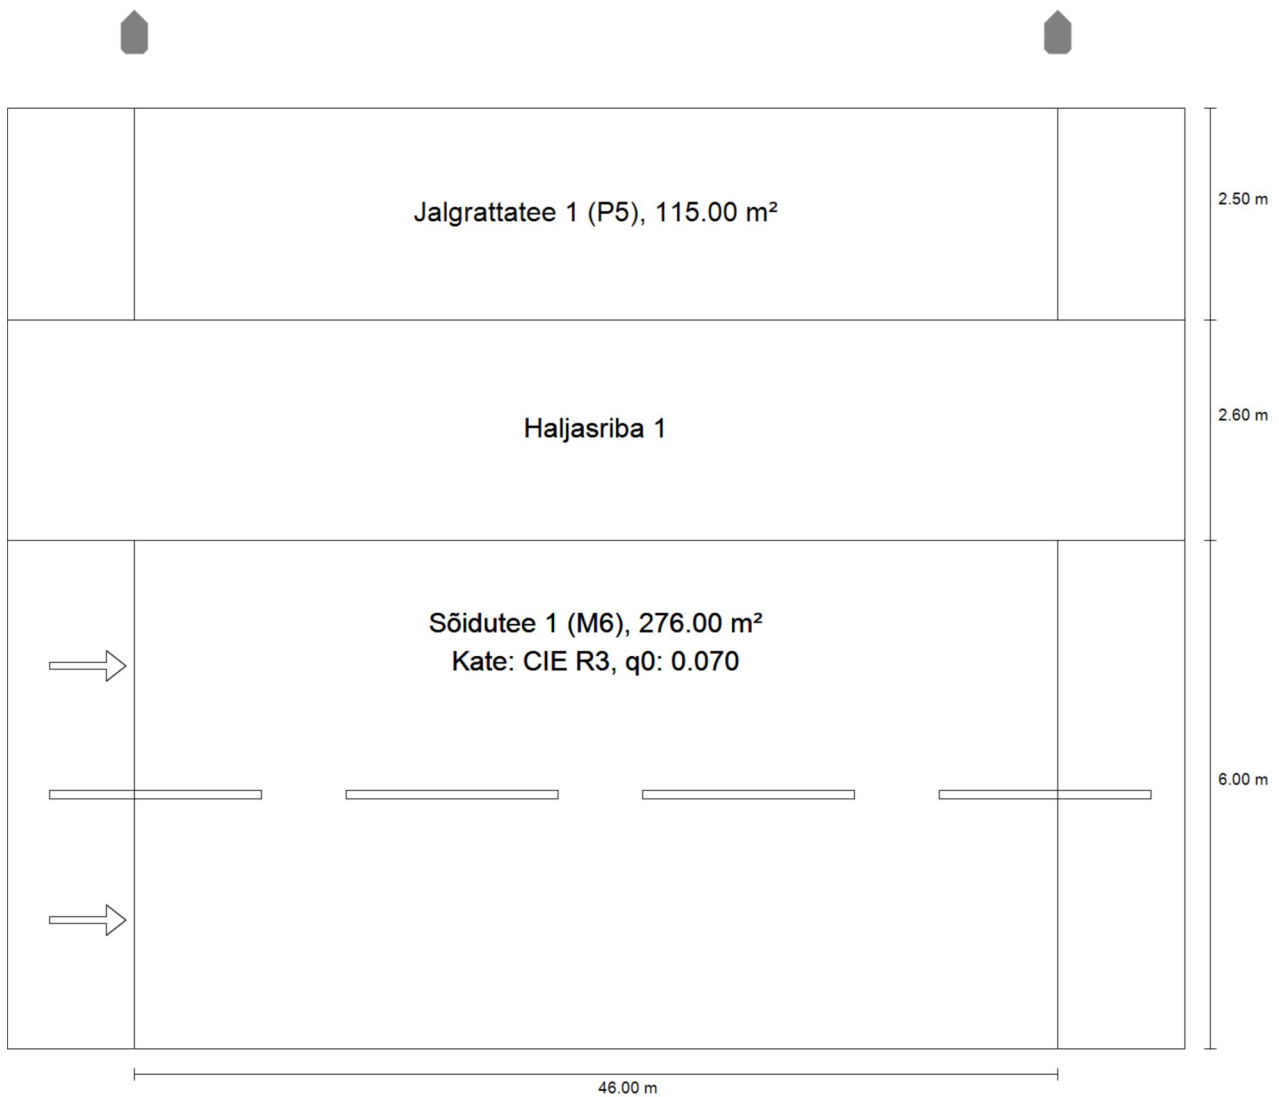 Jalgrattatee 1 (P5), 115.00 m²
2.50 m
Haljasriba 1
2.60 m
Sõidutee 1 (M6), 276.00 m²
Kate: CIE R3, q0: 0.070
6.00 m
46.00 m